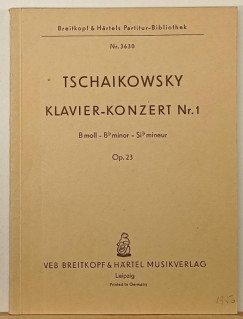 Breitkopf & Härtels Partitur-Bibliothek
Nr. 3630
TSCHAIKOWSKY
KLAVIER-KONZERT Nr. 1
B moll – B♭ minor – Si♭ mineur
Op. 23
VEB BREITKOPF & HÄRTEL MUSIKVERLAG
Leipzig
Printed in Germany